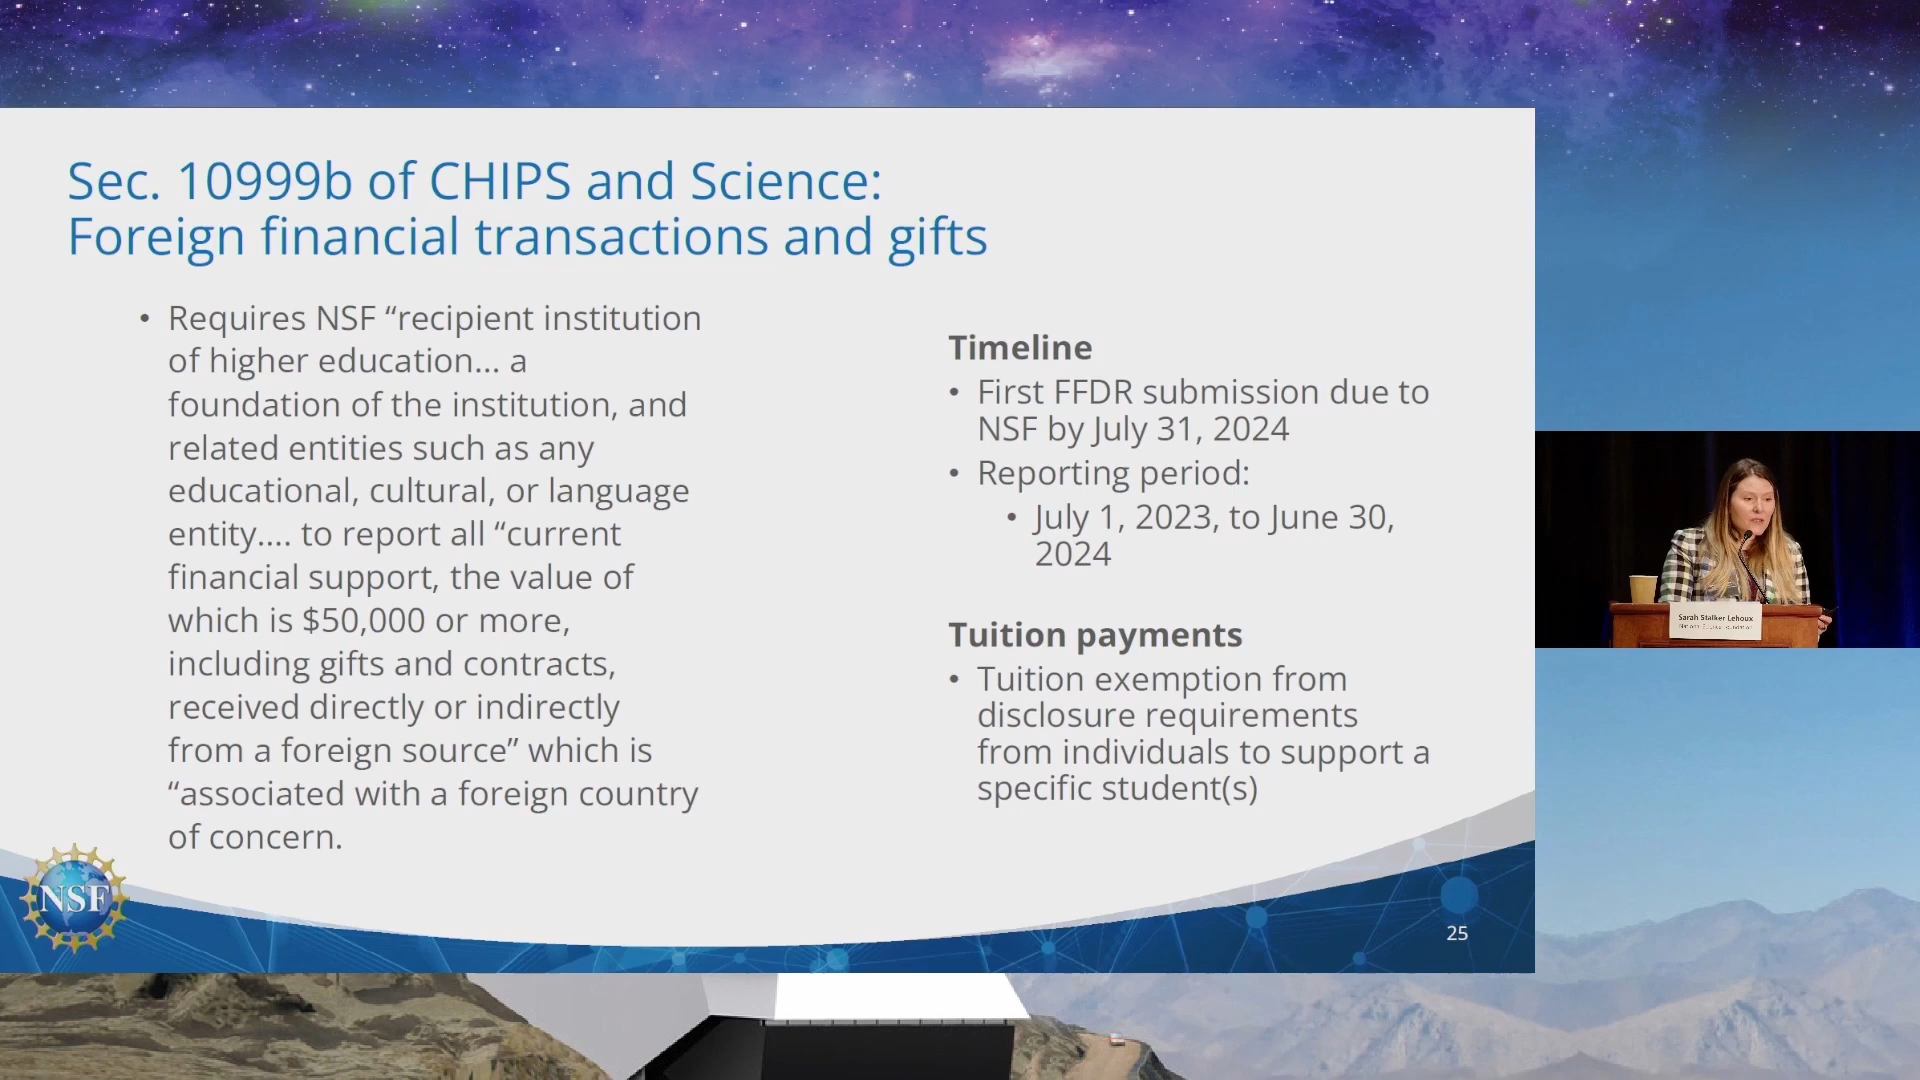 Sec. 10999b of CHIPS and Science:
Foreign financial transactions and gifts
• Requires NSF “recipient institution
of higher education... a
foundation of the institution, and
related entities such as any
educational, cultural, or language
entity.... to report all “current
financial support, the value of
which is $50,000 or more,
including gifts and contracts,
received directly or indirectly
from a foreign source” which is
“associated with a foreign country
of concern.
Timeline
• First FFDR submission due to
NSF by July 31, 2024
• Reporting period:
• July 1, 2023, to June 30,
2024
Tuition payments
• Tuition exemption from
disclosure requirements
from individuals to support a
specific student(s)
NSF
25
Sarah Stalker Lehoux
National Science Foundation